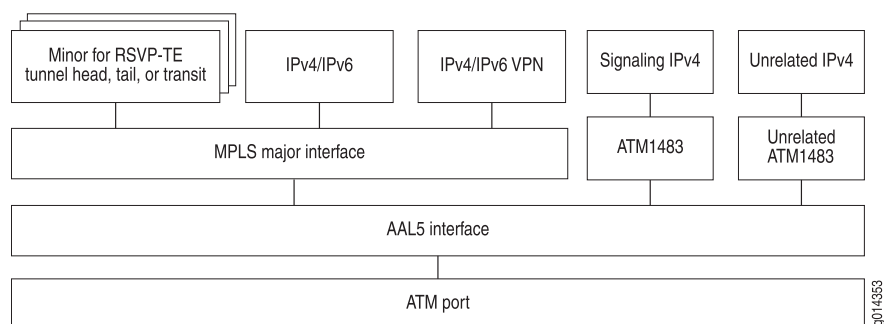 Minor for RSVP-TE
tunnel head, tail, or transit
IPv4/IPv6
IPv4/IPv6 VPN
Signaling IPv4
Unrelated IPv4
MPLS major interface
ATM1483
Unrelated
ATM1483
AAL5 interface
ATM port
g014353